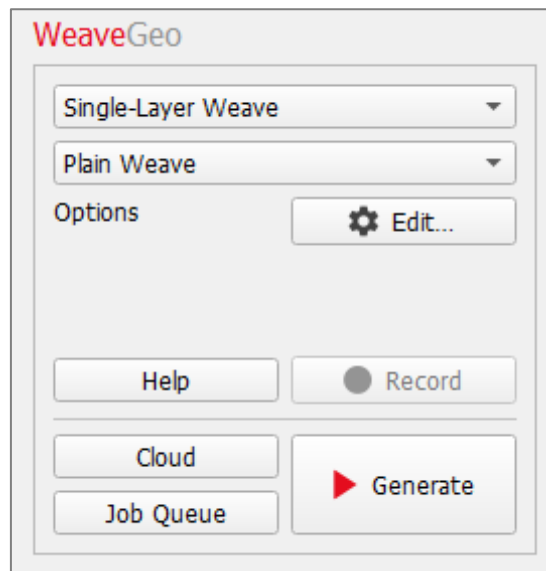 WeaveGeo
Single-Layer Weave
Plain Weave
Options
Edit...
Help
Record
Cloud
Generate
Job Queue